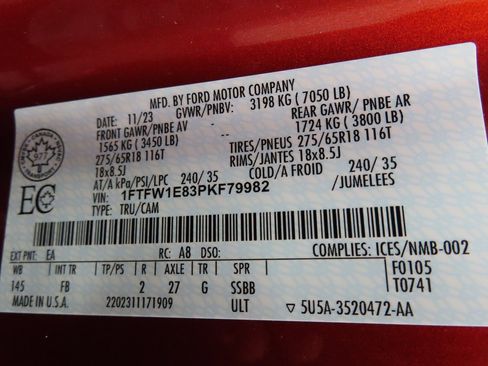 MFD. BY FORD MOTOR COMPANY
DATE: 11/23 GVWR/PNBV: 3198 KG (7050 LB)
FRONT GAWR/ PNBE AV REAR GAWR/ PNBE AR
1565 KG (3450 LB) 1724 KG (3800 LB)
275/65R18 116T TIRES/PNEUS 275/65R18 116T
18x8.5J RIMS/JANTES 18x8.5J
AT/A kPa/PSI/LPC 240/ 35 COLD/A FROID 240/ 35
VIN: 1FTFW1E83PKF79982 /JUMELEES
TYPE: TRU/CAM
CANADA
977
TRANSPORT
EC
EXT PNT: EA RC: A8 DSO: COMPLIES: ICES/NMB-002
WB INT TR TP/PS R AXLE TR SPR F0105
145 FB 2 27 G SSBB T0741
MADE IN U.S.A. 2202311171909 ULT ▽ 5U5A-3520472-AA